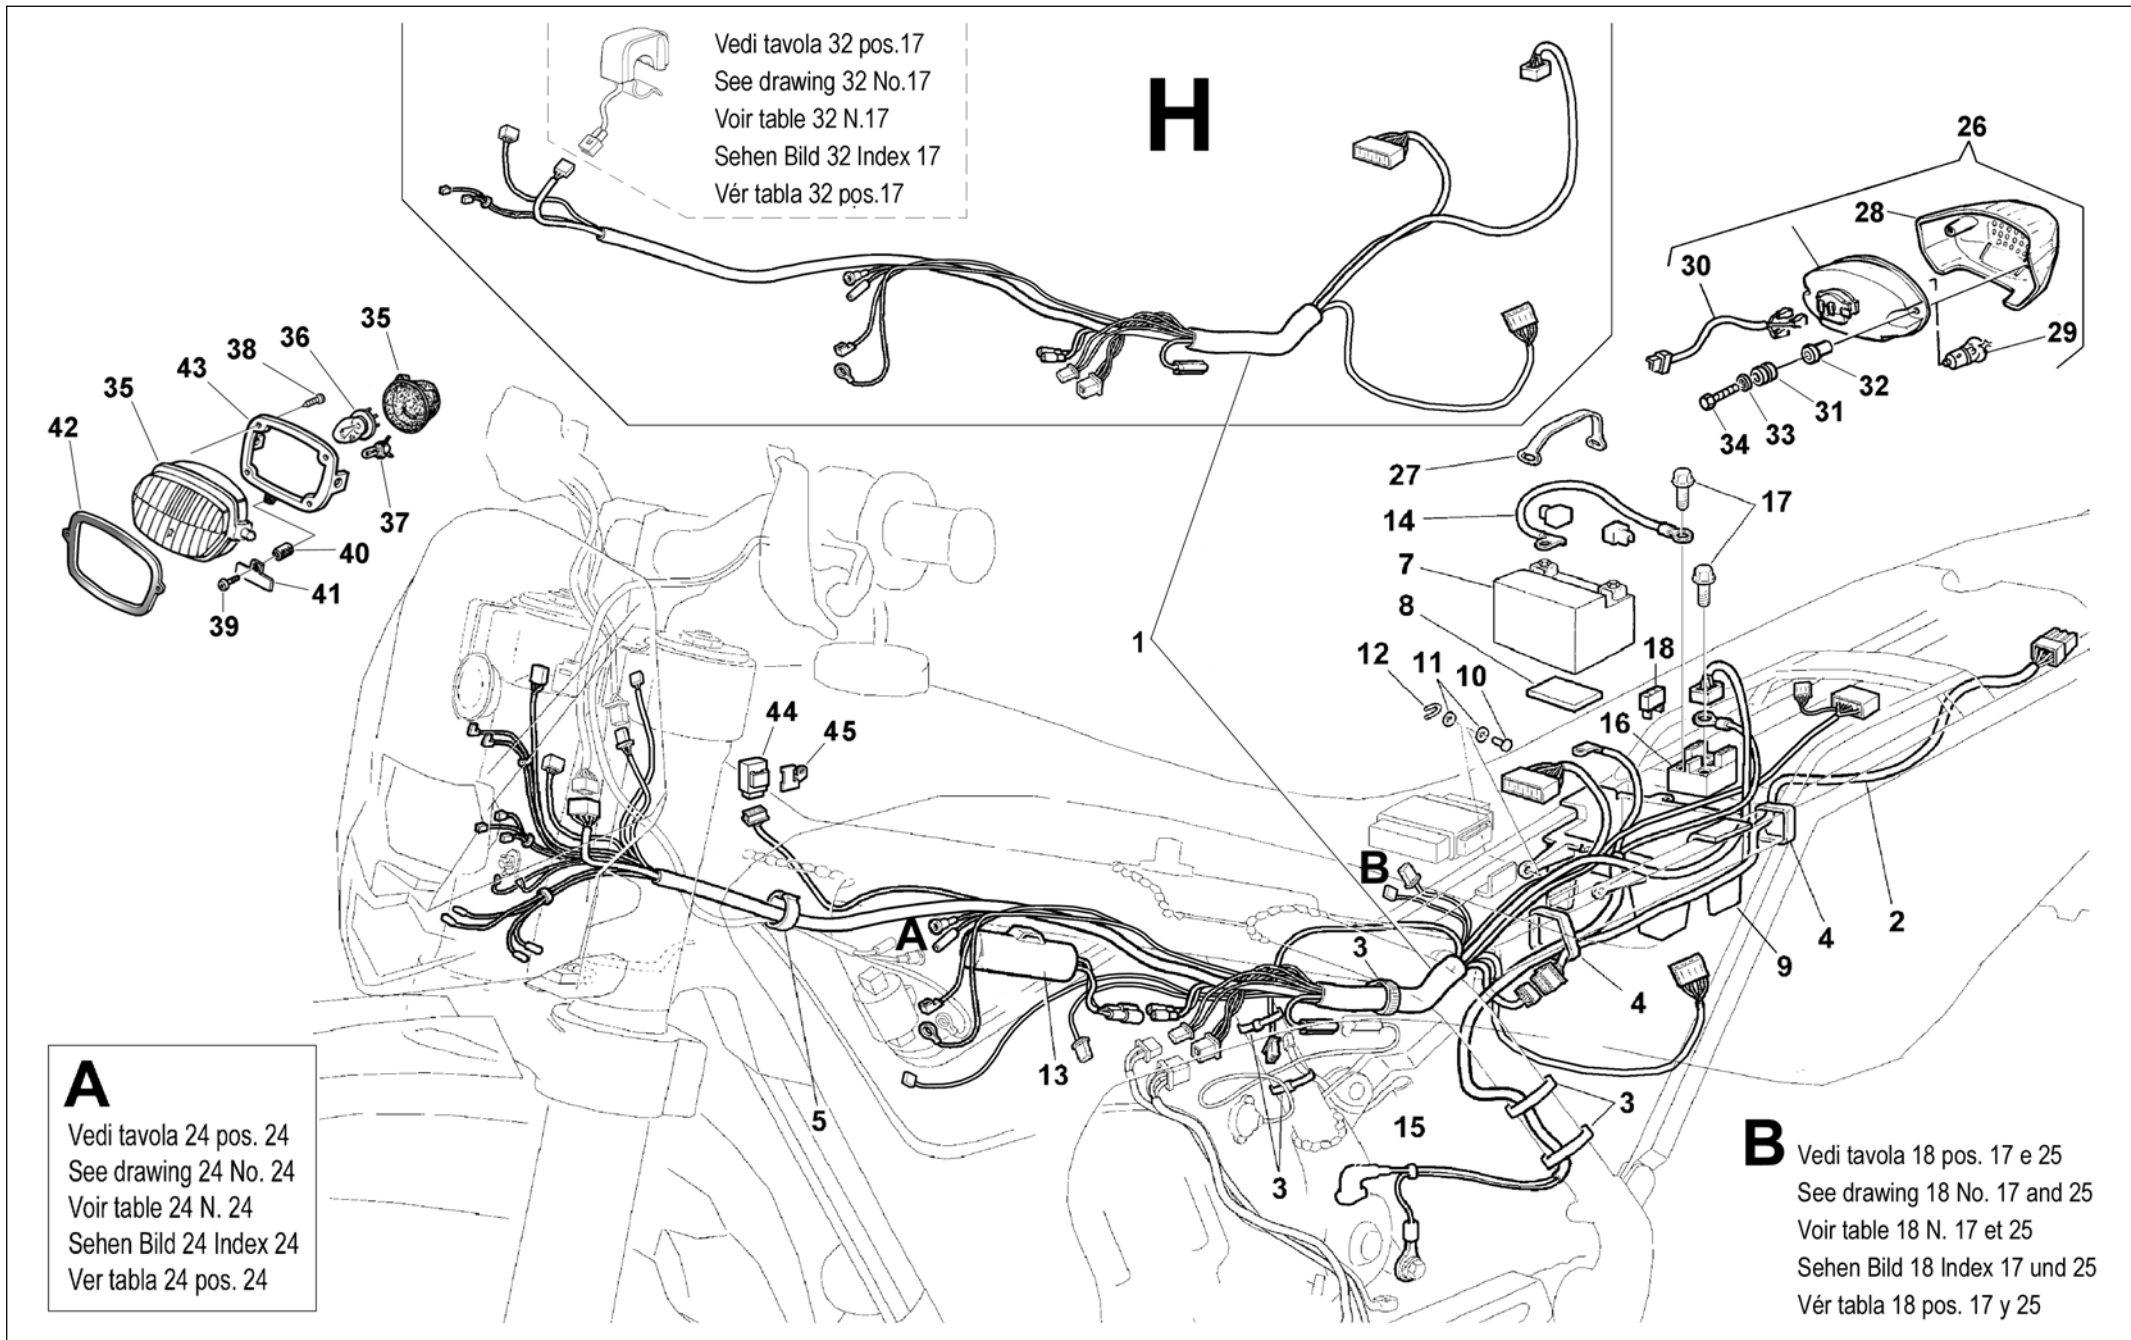 Vedi tavola 32 pos.17
See drawing 32 No.17
Voir table 32 N.17
Sehen Bild 32 Index 17
Vér tabla 32 pos.17
H
26
28
30
29
32
31
33
34
35
36
38
43
35
42
37
40
41
39
27
14
17
7
8
1
18
12
11
10
16
44
45
B
A
3
4
2
9
4
13
5
3
15
3
A
Vedi tavola 24 pos. 24
See drawing 24 No. 24
Voir table 24 N. 24
Sehen Bild 24 Index 24
Ver tabla 24 pos. 24
B
Vedi tavola 18 pos. 17 e 25
See drawing 18 No. 17 and 25
Voir table 18 N. 17 et 25
Sehen Bild 18 Index 17 und 25
Vér tabla 18 pos. 17 y 25